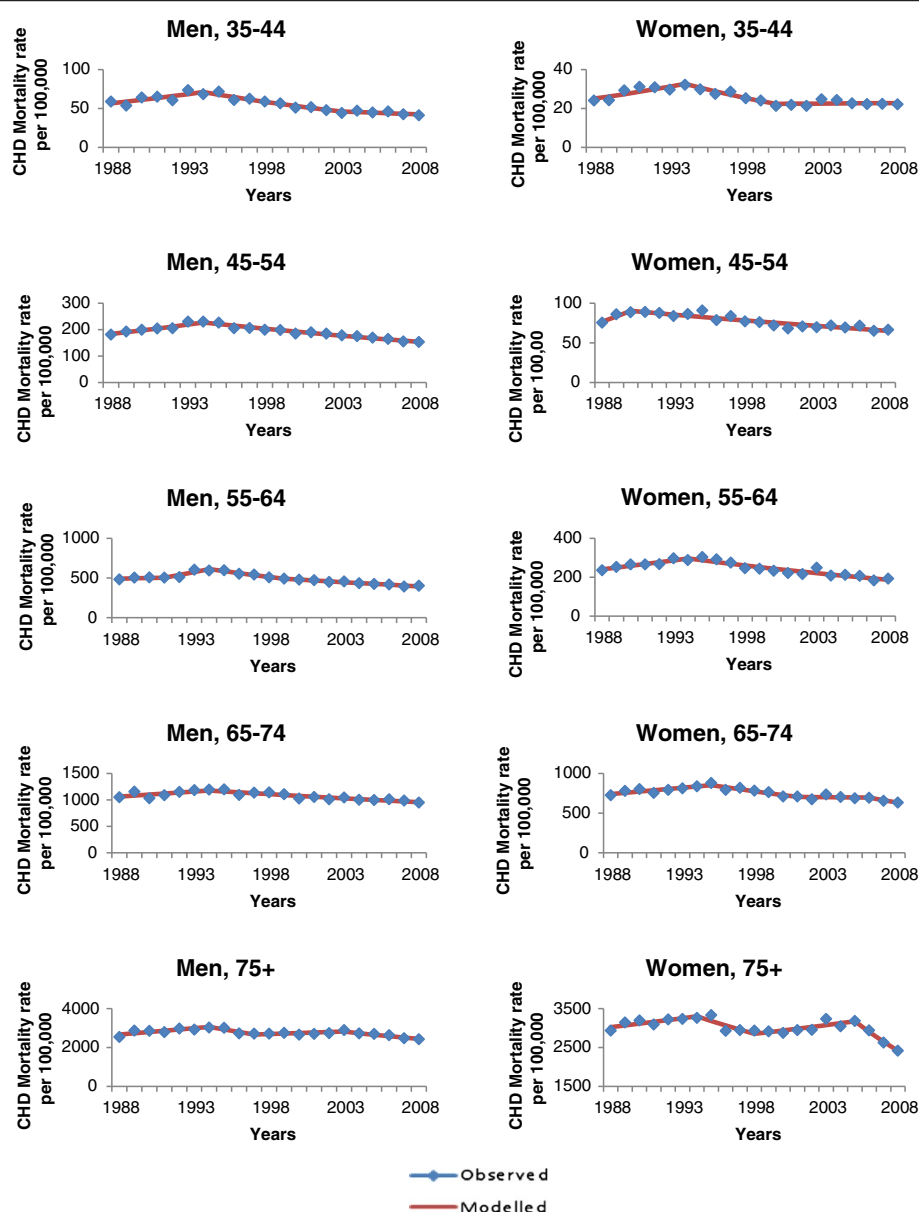 Men, 35-44
CHD Mortality rate
per 100,000
100
50
0
1988 1993 1998 2003 2008
Years
Women, 35-44
CHD Mortality rate
per 100,000
40
20
0
1988 1993 1998 2003 2008
Years
Men, 45-54
CHD Mortality rate
per 100,000
300
200
100
0
1988 1993 1998 2003 2008
Years
Women, 45-54
CHD Mortality rate
per 100,00
100
50
0
1988 1993 1998 2003 2008
Years
Men, 55-64
CHD Mortality rate
per 100,000
1000
500
0
1988 1993 1998 2003 2008
Years
Women, 55-64
CHD Mortality rate
per 100,000
400
200
0
1988 1993 1998 2003 2008
Years
Men, 65-74
CHD Mortality rate
per 100,000
1500
1000
500
0
1988 1993 1998 2003 2008
Years
Women, 65-74
CHD Mortality rate
per 100,000
1000
500
0
1988 1993 1998 2003 2008
Years
Men, 75+
CHD Mortality rate
per 100,000
4000
2000
0
1988 1993 1998 2003 2008
Years
Women, 75+
CHD Mortality rate
per 100,000
3500
2500
1500
1988 1993 1998 2003 2008
Years
Observed
Modelled